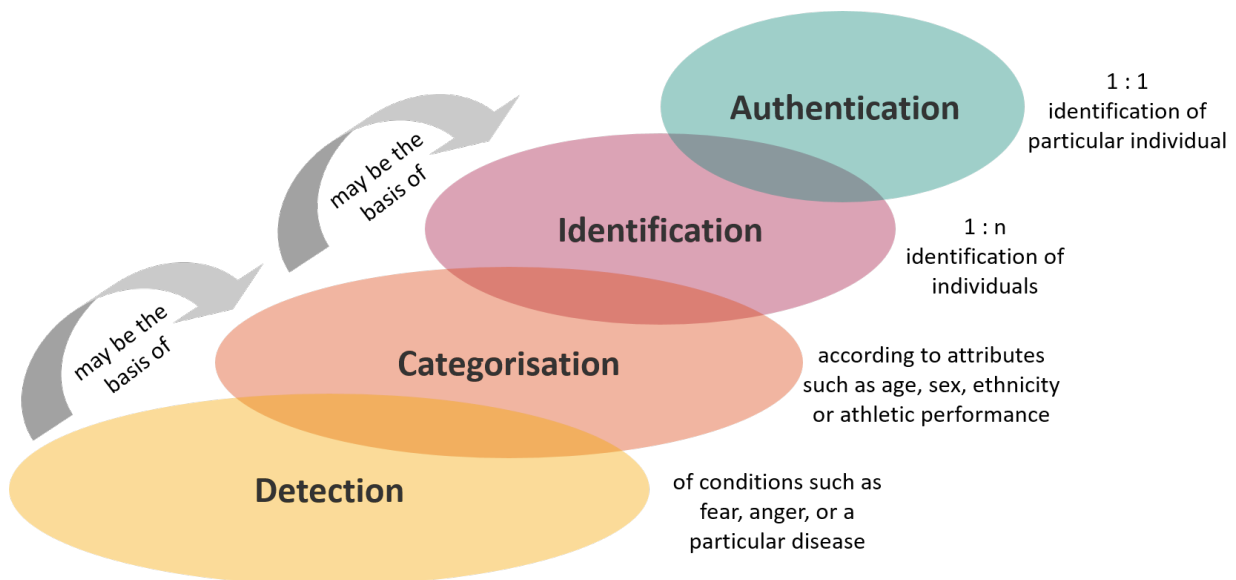 Authentication
1 : 1
identification of
particular individual
may be the
basis of
Identification
1 : n
identification of
individuals
may be the
basis of
Categorisation
according to attributes
such as age, sex, ethnicity
or athletic performance
Detection
of conditions such as
fear, anger, or a
particular disease